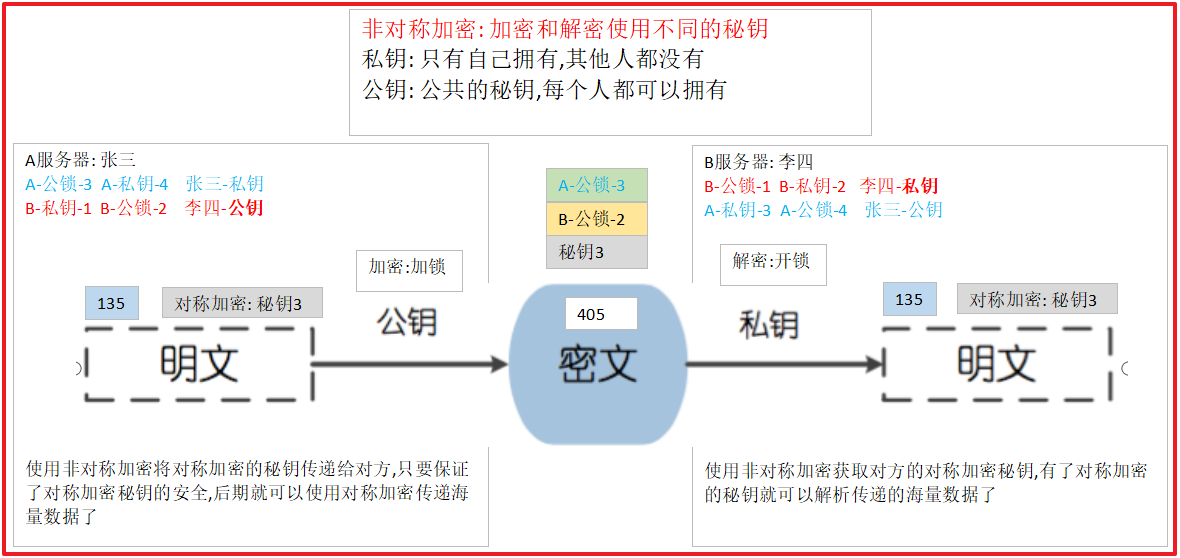 非对称加密: 加密和解密使用不同的秘钥
私钥: 只有自己拥有,其他人都没有
公钥: 公共的秘钥,每个人都可以拥有
A服务器: 张三
A-公锁-3 A-私钥-4 张三-私钥
B-私钥-1 B-公锁-2 李四-公钥
A-公锁-3
B-公锁-2
秘钥3
B服务器: 李四
B-公锁-1 B-私钥-2 李四-私钥
A-私钥-3 A-公锁-4 张三-公钥
加密:加锁
解密:开锁
135
对称加密: 秘钥3
公钥
405
私钥
135
对称加密: 秘钥3
明文
密文
明文
使用非对称加密将对称加密的秘钥传递给对方,只要保证
了对称加密秘钥的安全,后期就可以使用对称加密传递海
量数据了
使用非对称加密获取对方的对称加密秘钥,有了对称加密
的秘钥就可以解析传递的海量数据了